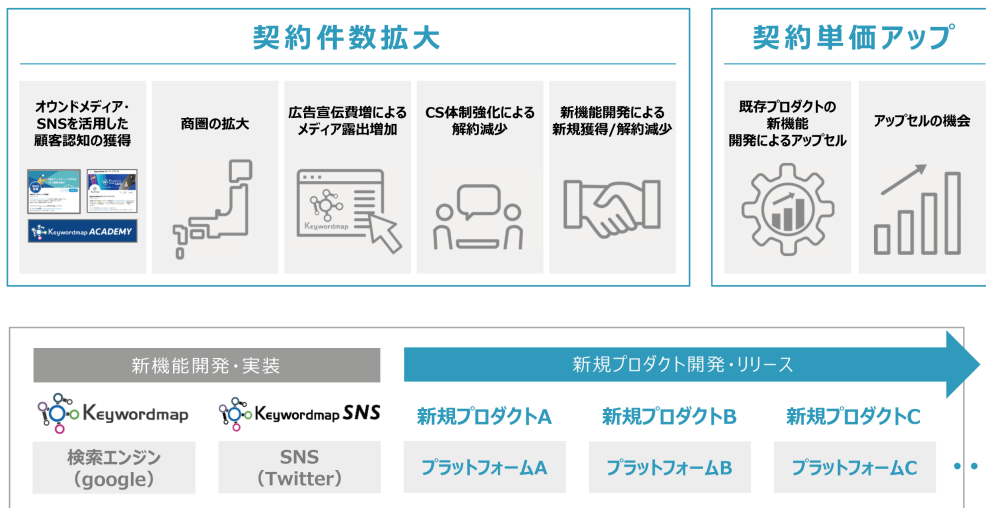 契約件数拡大
オウンドメディア・
SNSを活用した
顧客認知の獲得
Keywordmap ACADEMY
商圏の拡大
広告宣伝費増による
メディア露出増加
Keywordmap
CS体制強化による
解約減少
新機能開発による
新規獲得/解約減少
契約単価アップ
既存プロダクトの
新機能
開発によるアップセル
アップセルの機会
新機能開発・実装
新規プロダクト開発・リリース
Keywordmap
Keywordmap SNS
新規プロダクトA
新規プロダクトB
新規プロダクトC
検索エンジン
（google）
SNS
（Twitter）
プラットフォームA
プラットフォームB
プラットフォームC
・・